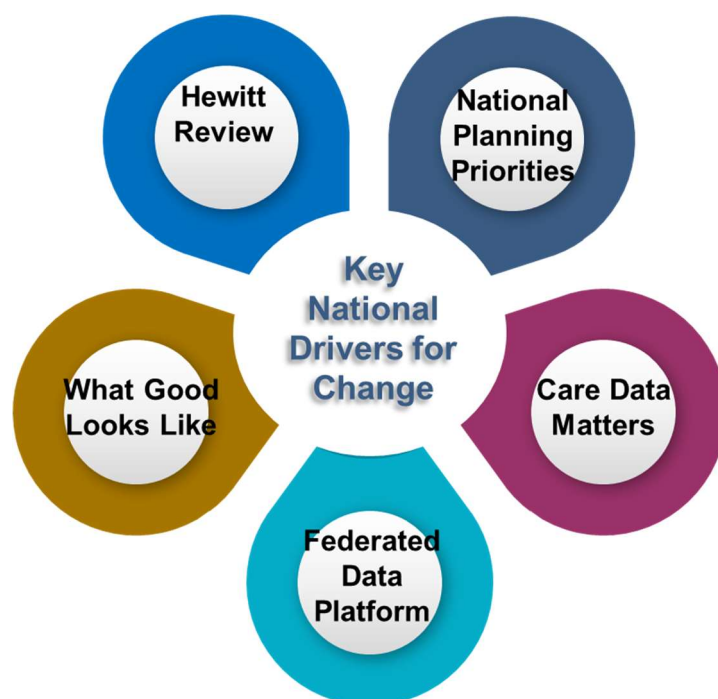 Hewitt
Review
National
Planning
Priorities
Key
National
Drivers for
Change
What Good
Looks Like
Care Data
Matters
Federated
Data
Platform